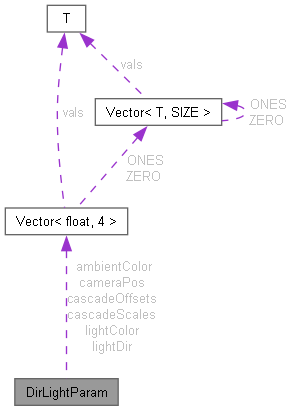 T
vals
vals
Vector< T, SIZE >
ONES
ZERO
ONES
ZERO
Vector< float, 4 >
ambientColor
cameraPos
cascadeOffsets
cascadeScales
lightColor
lightDir
DirLightParam